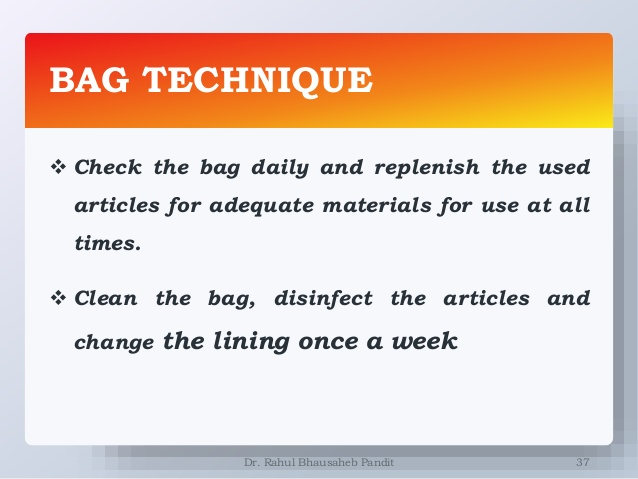 BAG TECHNIQUE
❖ Check the bag daily and replenish the used
articles for adequate materials for use at all
times.
❖ Clean the bag, disinfect the articles and
change the lining once a week
Dr. Rahul Bhausaheb Pandit 37